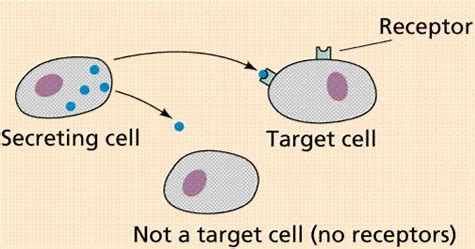 Receptor
Secreting cell
Target cell
Not a target cell (no receptors)